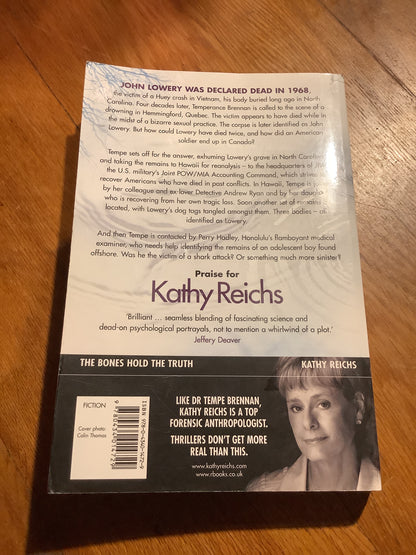 JOHN LOWERY WAS DECLARED DEAD IN 1968,
the victim of a Huey crash in Vietnam, his body buried long ago in North
Carolina. Four decades later, Temperance Brennan is called to the scene of a
drowning in Hemmingford, Quebec. The victim appears to have died while in the
midst of a bizarre sexual practice. The corpse is later identified as John
Lowery. But how could Lowery have died twice, and how did an American
soldier end up in Canada?
Tempe sets off for the answer, exhuming Lowery's grave in North Carolina
and taking the remains to Hawaii for reanalysis – to the headquarters of JPAC,
the U.S. military's Joint POW/MIA Accounting Command, which strives to
recover Americans who have died in past conflicts. In Hawaii, Tempe is joined
by her colleague and ex-lover Detective Andrew Ryan and by her daughter,
who is recovering from her own tragic loss. Soon another set of remains is
located, with Lowery's dog tags tangled amongst them. Three bodies – all
identified as Lowery.
And then Tempe is contacted by Perry Hadley, Honolulu's flamboyant medical
examiner, who needs help identifying the remains of an adolescent boy found
offshore. Was he the victim of a shark attack? Or something much more sinister?
Praise for
Kathy Reichs
'Brilliant ... seamless blending of fascinating science and
dead-on psychological portrayals, not to mention a whirlwind of a plot.'
Jeffery Deaver
THE BONES HOLD THE TRUTH
KATHY REICHS
FICTION
Cover photo:
Colin Thomas
ISBN 978-0-434-01472-9
9 780434 014729
LIKE DR TEMPE BRENNAN,
KATHY REICHS IS A TOP
FORENSIC ANTHROPOLOGIST.
THRILLERS DON'T GET MORE
REAL THAN THIS.
www.kathyreichs.com
www.rbooks.co.uk